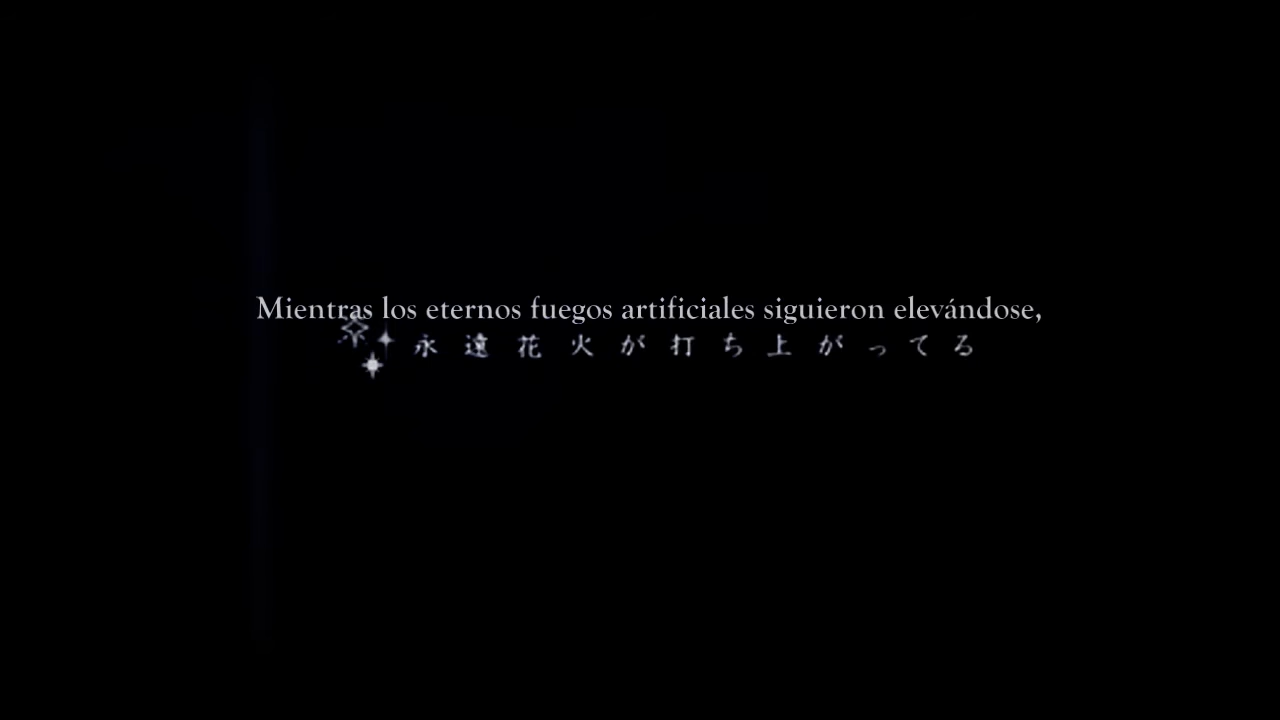 Mientras los eternos fuegos artificiales siguieron elevándose,
永遠花火が打ち上がってる